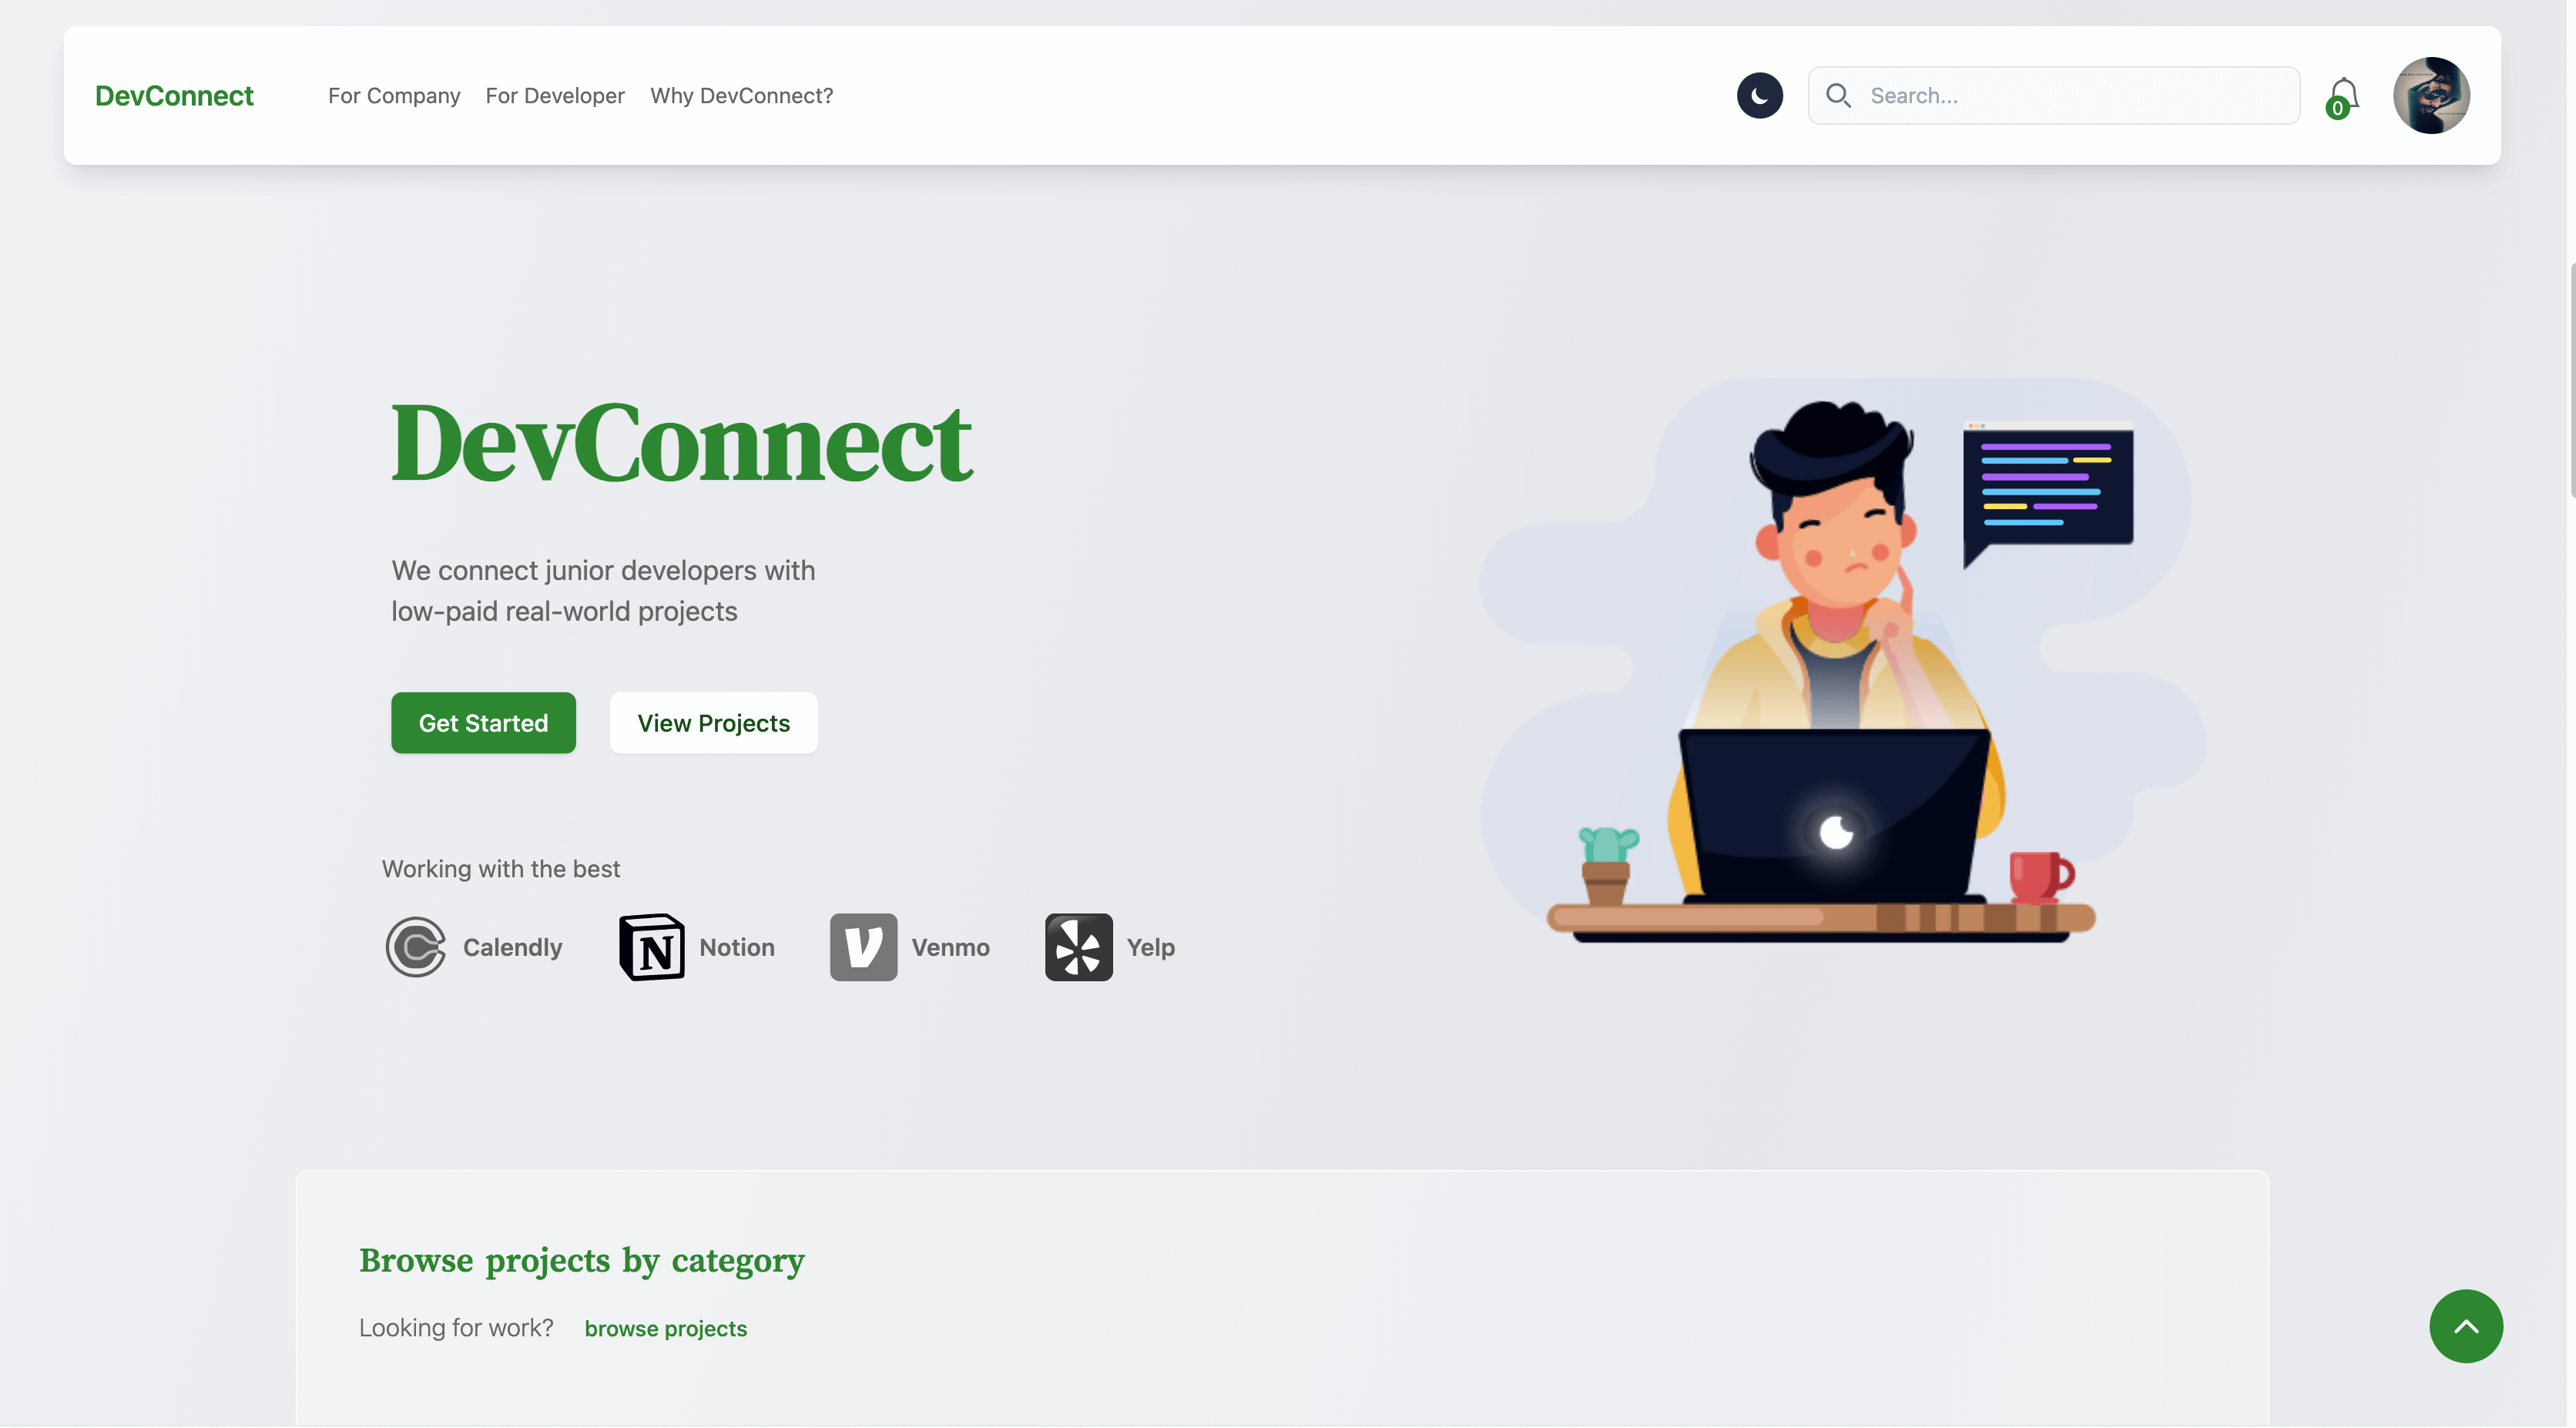 DevConnect
For Company
For Developer
Why DevConnect?
Search...
0
DevConnect
We connect junior developers with
low-paid real-world projects
Get Started
View Projects
Working with the best
Calendly
N
Notion
V
Venmo
Yelp
Browse projects by category
Looking for work?
browse projects